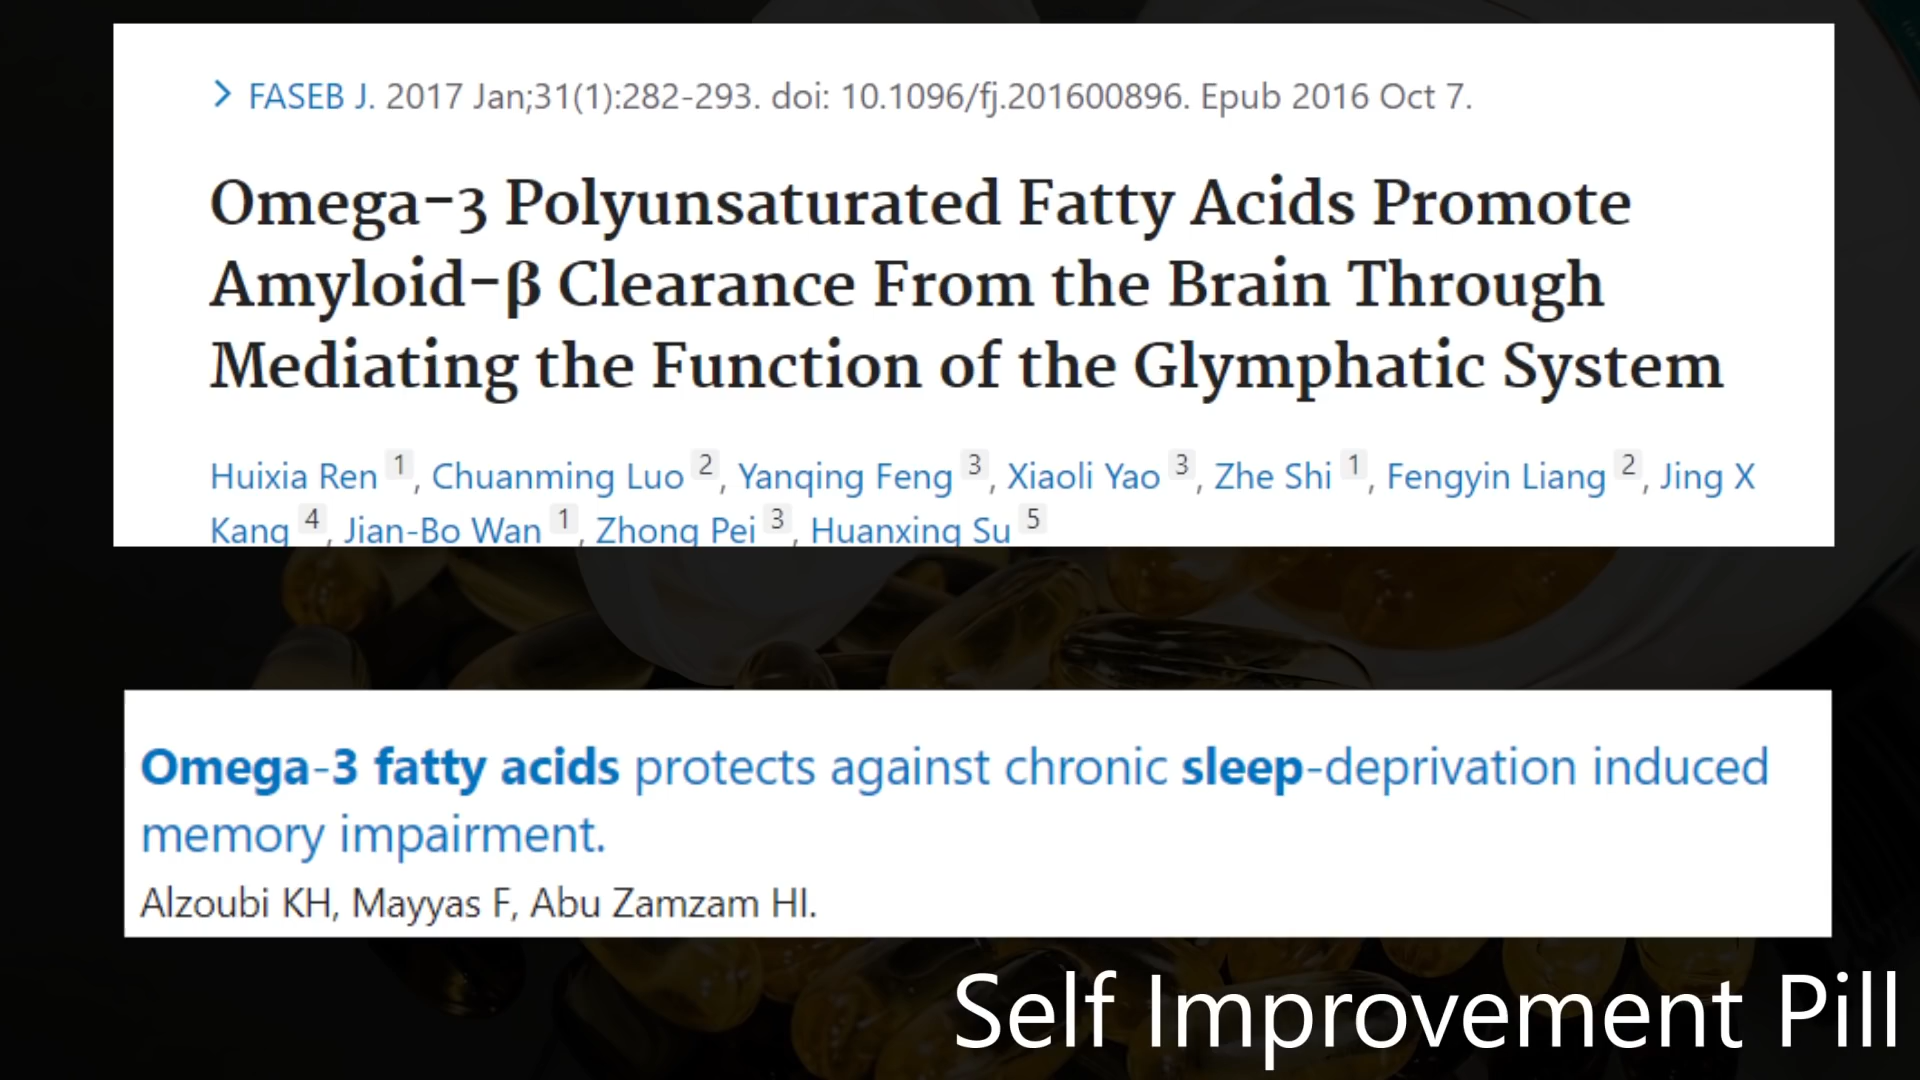 FASEB J. 2017 Jan;31(1):282-293. doi: 10.1096/fj.201600896. Epub 2016 Oct 7.
Omega-3 Polyunsaturated Fatty Acids Promote
Amyloid-β Clearance From the Brain Through
Mediating the Function of the Glymphatic System
Huixia Ren 1, Chuanming Luo 2, Yanqing Feng 3, Xiaoli Yao 3, Zhe Shi 1, Fengyin Liang 2, Jing X
Kang 4, Jian-Bo Wan 1, Zhong Pei 3, Huanxing Su 5
Omega-3 fatty acids protects against chronic sleep-deprivation induced
memory impairment.
Alzoubi KH, Mayyas F, Abu Zamzam HI.
Self Improvement Pill